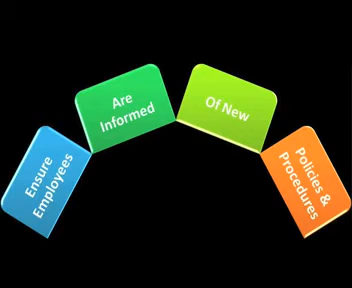 Ensure
Employees
Are
Informed
Of New
Policies &
Procedures